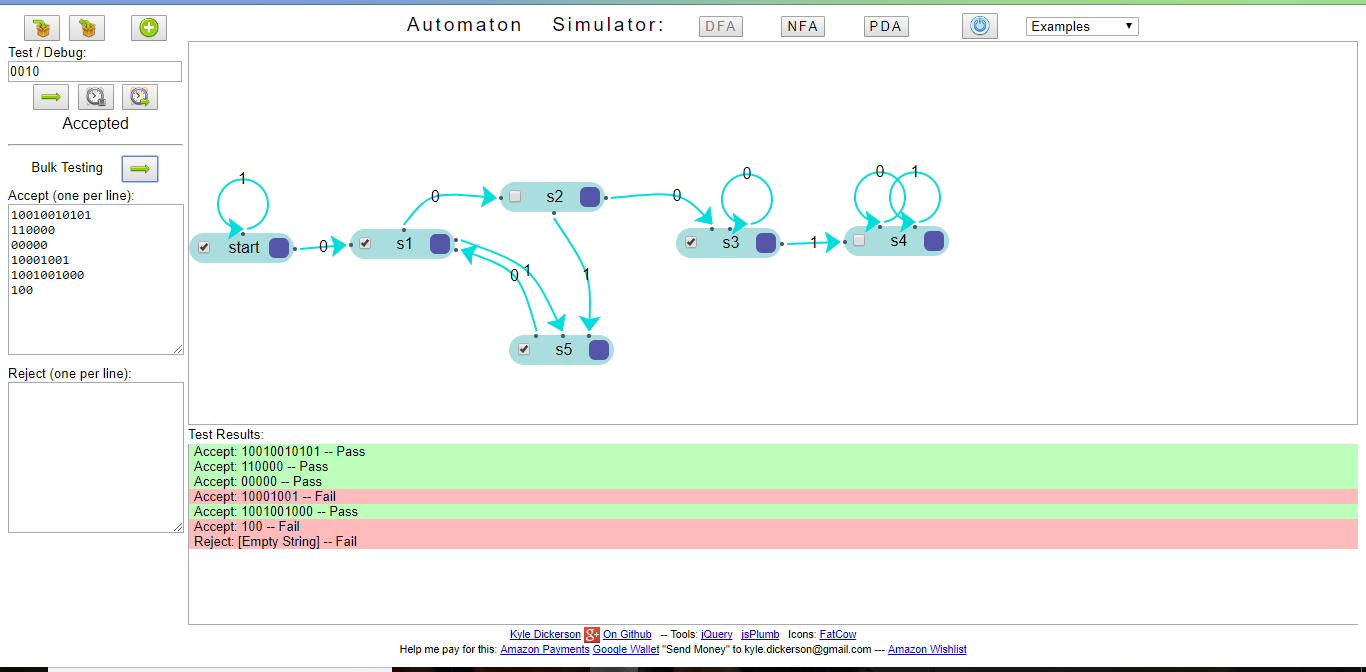 Automaton Simulator: DFA NFA PDA Examples
Test / Debug:
0010
Accepted
Bulk Testing
Accept (one per line):
10010010101
110000
00000
10001001
1001001000
100
Reject (one per line):
1
0
0
0
1
s2
0
0
start
0
s1
s3
1
s4
0
1
1
s5
Test Results:
Accept: 10010010101 -- Pass
Accept: 110000 -- Pass
Accept: 00000 -- Pass
Accept: 10001001 -- Fail
Accept: 1001001000 -- Pass
Accept: 100 -- Fail
Reject: [Empty String] -- Fail
Kyle Dickerson g+ On Github -- Tools: jQuery jsPlumb Icons: FatCow
Help me pay for this: Amazon Payments Google Wallet "Send Money" to kyle.dickerson@gmail.com --- Amazon Wishlist